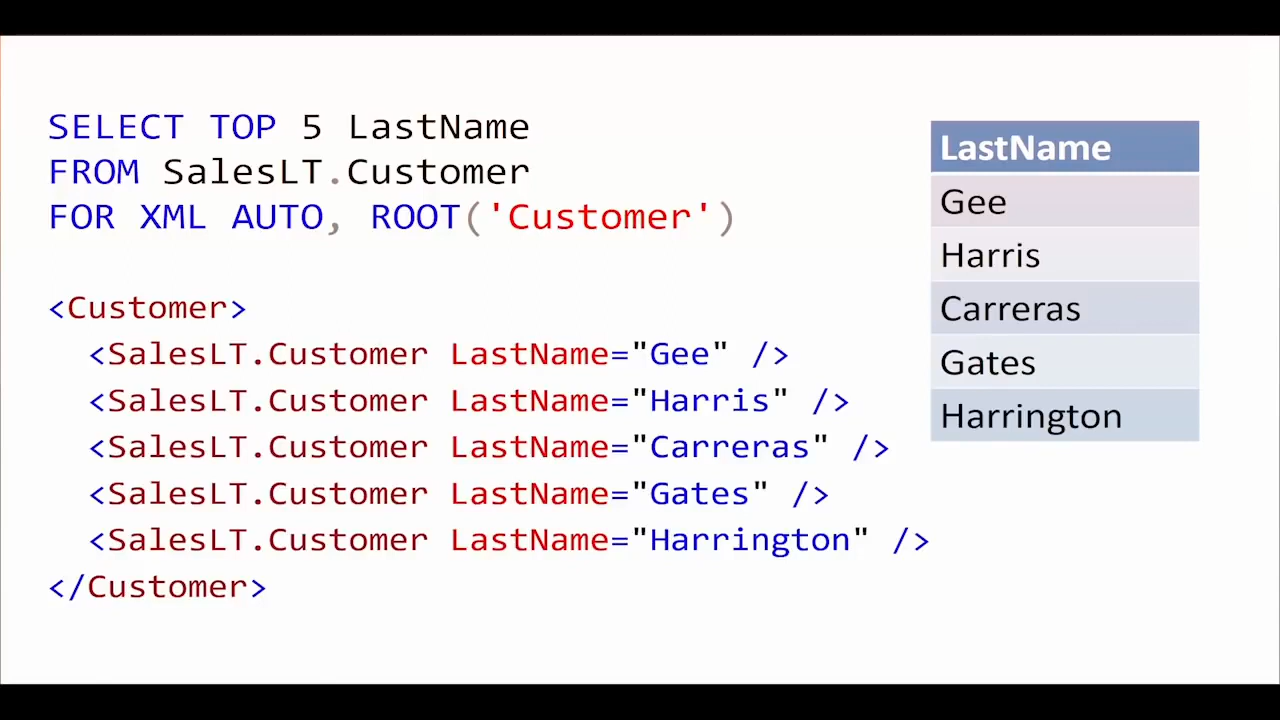 SELECT TOP 5 LastName
FROM SalesLT.Customer
FOR XML AUTO, ROOT('Customer')
<Customer>
  <SalesLT.Customer LastName="Gee" />
  <SalesLT.Customer LastName="Harris" />
  <SalesLT.Customer LastName="Carreras" />
  <SalesLT.Customer LastName="Gates" />
  <SalesLT.Customer LastName="Harrington" />
</Customer>
LastName
Gee
Harris
Carreras
Gates
Harrington